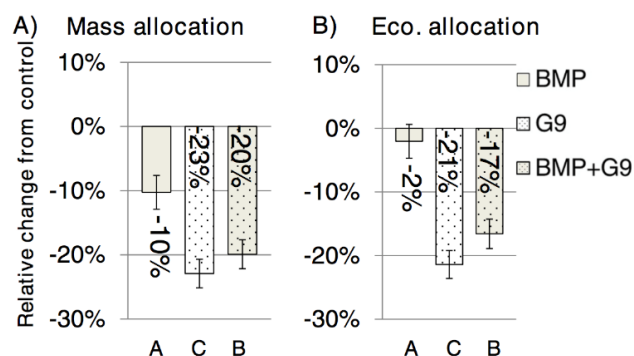 A) Mass allocation
Relative change from control
10%
0%
-10%
-20%
-30%
-10%
-23%
-20%
A C B
B) Eco. allocation
10%
0%
-10%
-20%
-30%
-2%
-21%
-17%
A C B
BMP
G9
BMP+G9